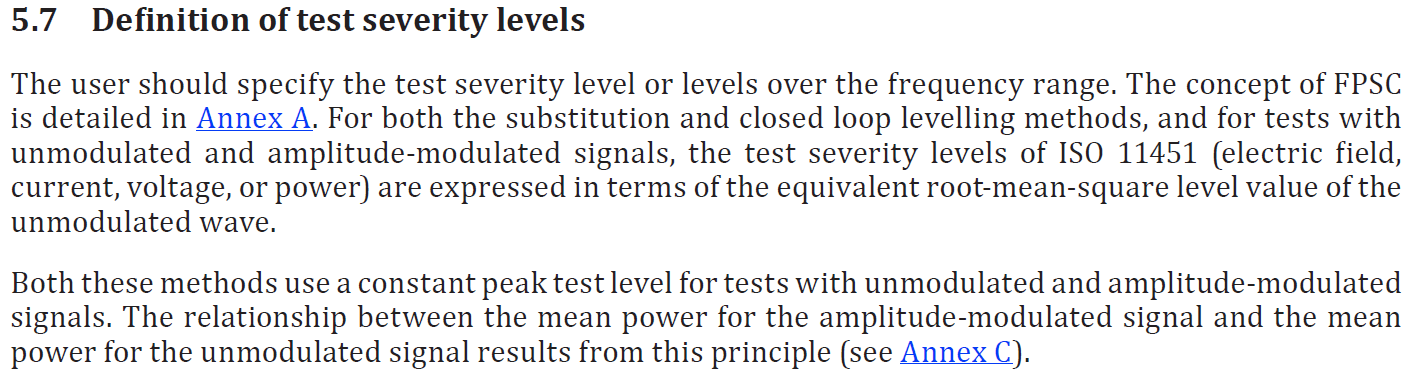 5.7 Definition of test severity levels
The user should specify the test severity level or levels over the frequency range. The concept of FPSC
is detailed in Annex A. For both the substitution and closed loop levelling methods, and for tests with
unmodulated and amplitude-modulated signals, the test severity levels of ISO 11451 (electric field,
current, voltage, or power) are expressed in terms of the equivalent root-mean-square level value of the
unmodulated wave.
Both these methods use a constant peak test level for tests with unmodulated and amplitude-modulated
signals. The relationship between the mean power for the amplitude-modulated signal and the mean
power for the unmodulated signal results from this principle (see Annex C).